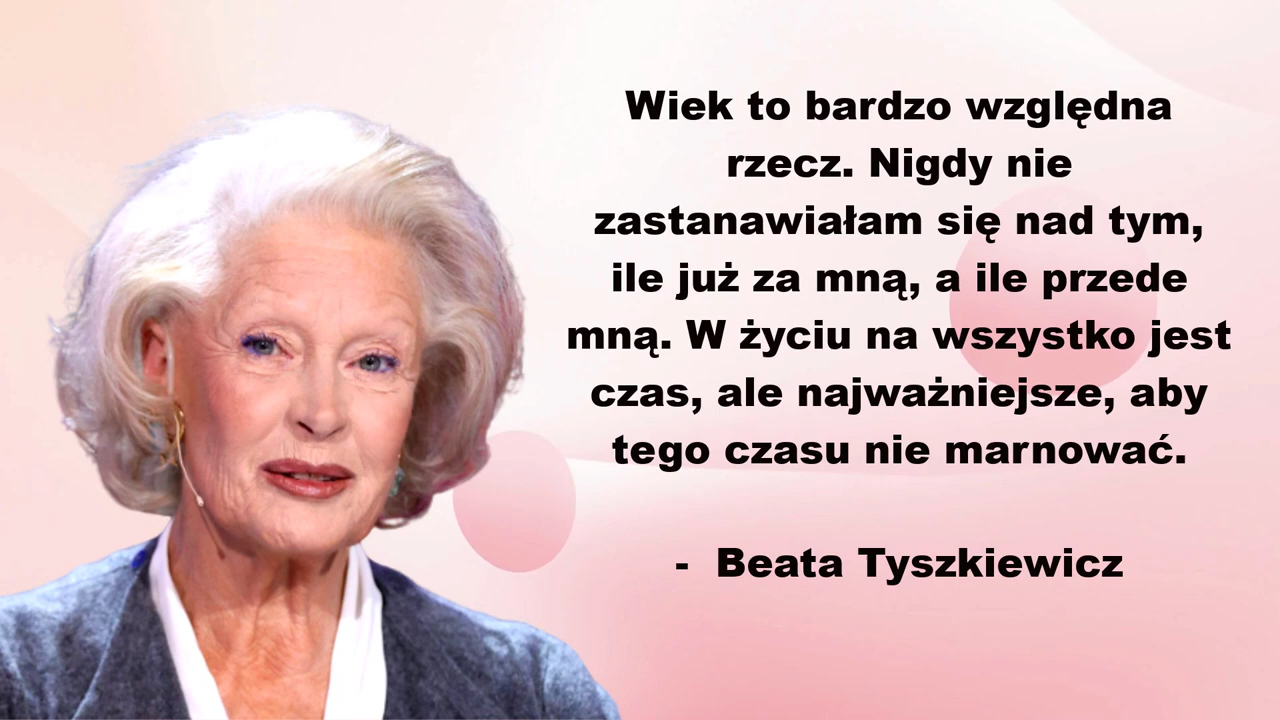 Wiek to bardzo względna
rzecz. Nigdy nie
zastanawiałam się nad tym,
ile już za mną, a ile przede
mną. W życiu na wszystko jest
czas, ale najważniejsze, aby
tego czasu nie marnować.
- Beata Tyszkiewicz